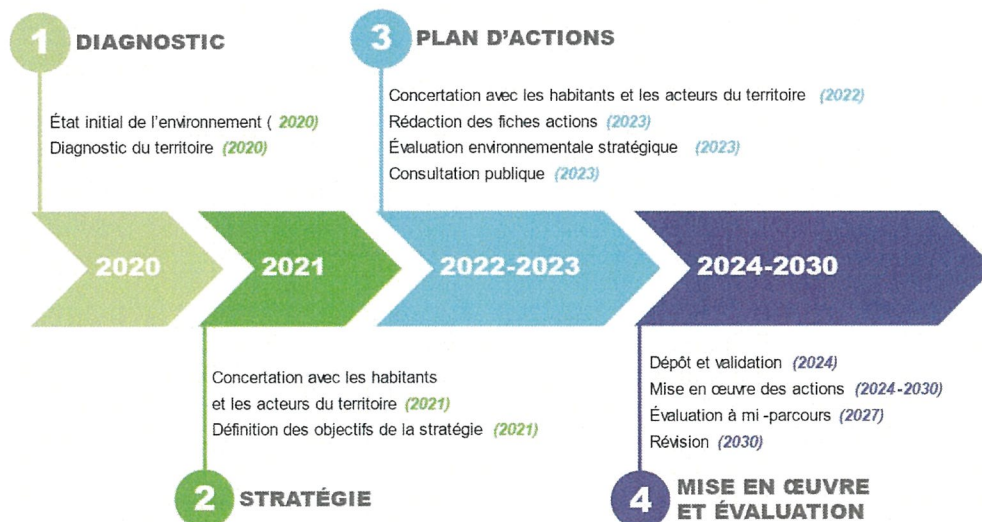 1 DIAGNOSTIC
État initial de l'environnement ( 2020)
Diagnostic du territoire (2020)
3 PLAN D'ACTIONS
Concertation avec les habitants et les acteurs du territoire (2022)
Rédaction des fiches actions (2023)
Évaluation environnementale stratégique (2023)
Consultation publique (2023)
2020
2021
2022-2023
2024-2030
Concertation avec les habitants
et les acteurs du territoire (2021)
Définition des objectifs de la stratégie (2021)
2 STRATÉGIE
Dépôt et validation (2024)
Mise en œuvre des actions (2024-2030)
Évaluation à mi -parcours (2027)
Révision (2030)
4 MISE EN ŒUVRE
ET ÉVALUATION